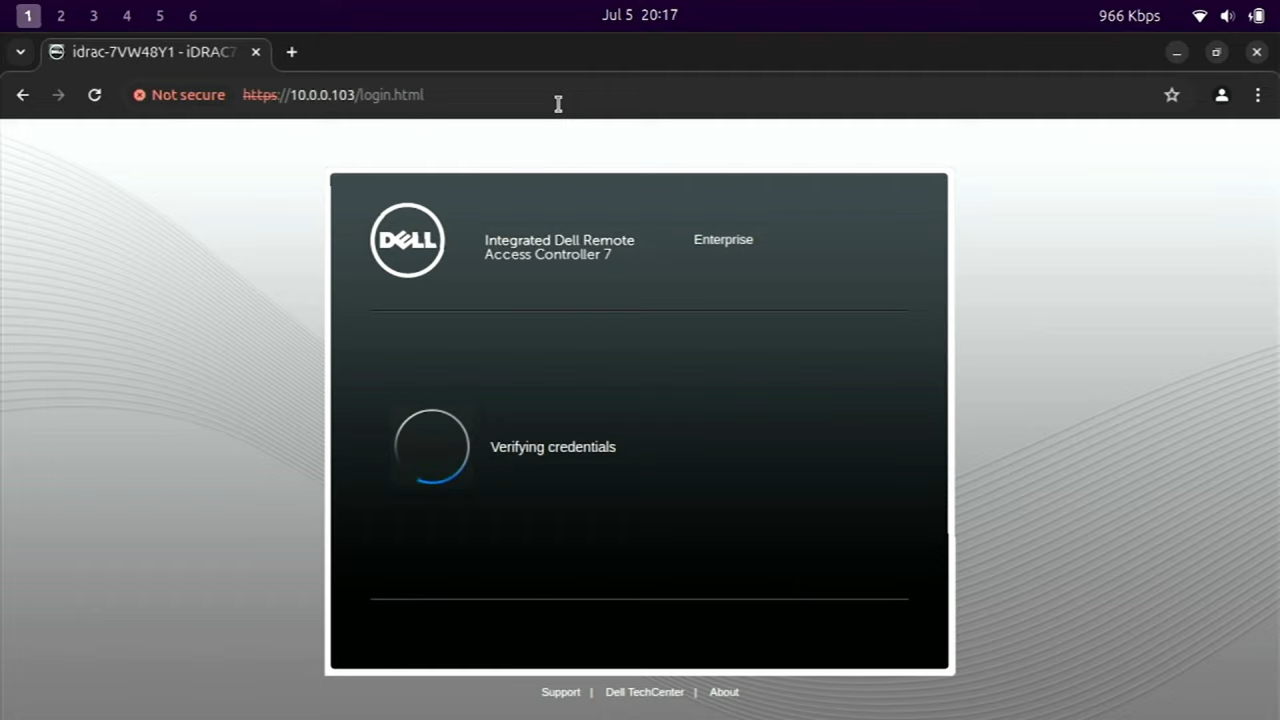 1 2 3 4 5 6 Jul 5 20:17 966 Kbps
idrac-7VW48Y1 - iDRAC7
Not secure https://10.0.0.103/login.html
DELL
Integrated Dell Remote
Access Controller 7
Enterprise
Verifying credentials
Support | Dell TechCenter | About